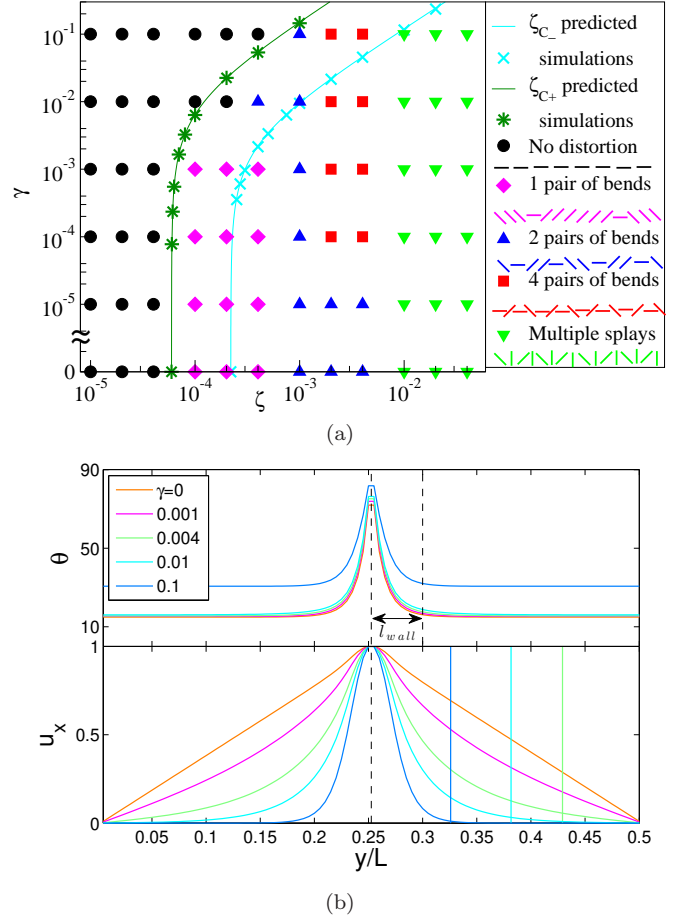 γ
10⁻¹
10⁻²
10⁻³
10⁻⁴
10⁻⁵
≈
0
10⁻⁵
10⁻⁴
ζ
10⁻³
10⁻²
ζ_C₋ predicted
simulations
ζ_C+ predicted
simulations
No distortion
1 pair of bends
2 pairs of bends
4 pairs of bends
Multiple splays
(a)
θ
90
50
10
γ=0
0.001
0.004
0.01
0.1
l_wall
u_x
1
0.5
0
0.05 0.1 0.15 0.2 0.25 0.3 0.35 0.4 0.45 0.5
y/L
(b)